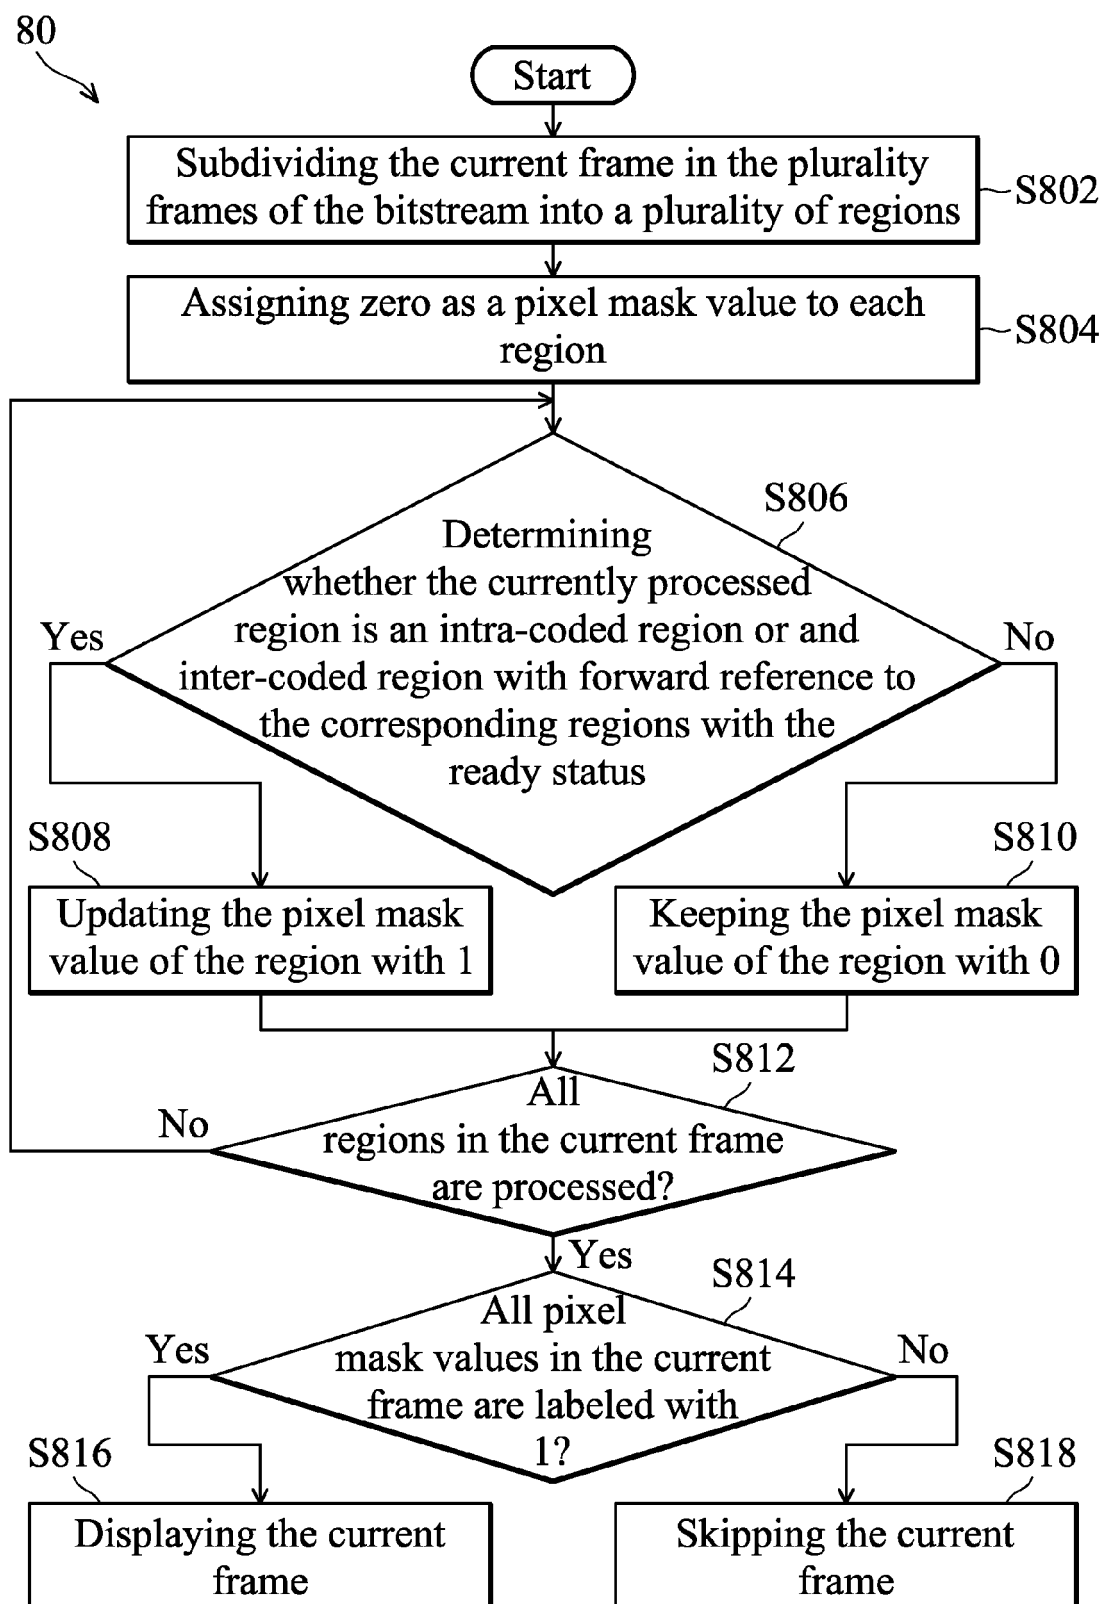 80
Start
Subdividing the current frame in the plurality
frames of the bitstream into a plurality of regions
S802
Assigning zero as a pixel mask value to each
region
S804
S806
Determining
whether the currently processed
region is an intra-coded region or and
inter-coded region with forward reference to
the corresponding regions with the
ready status
Yes
No
S808
Updating the pixel mask
value of the region with 1
S810
Keeping the pixel mask
value of the region with 0
S812
All
regions in the current frame
are processed?
No
Yes
S814
All pixel
mask values in the current
frame are labeled with
1?
Yes
No
S816
Displaying the current
frame
S818
Skipping the current
frame